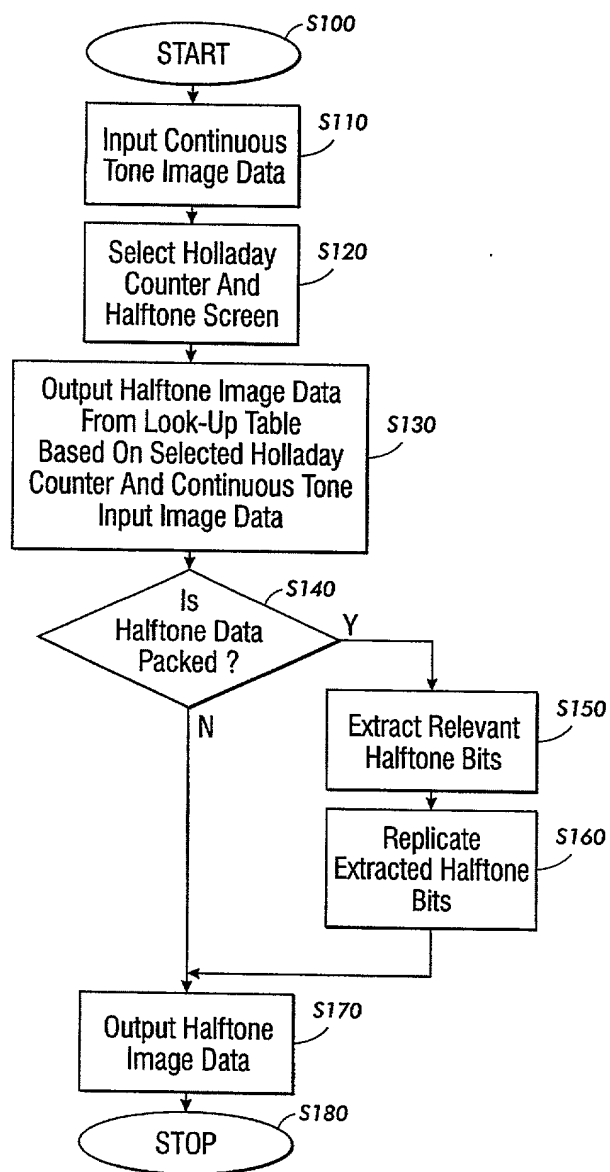 S100
START
S110
Input Continuous
Tone Image Data
S120
Select Holladay
Counter And
Halftone Screen
Output Halftone Image Data
From Look-Up Table
Based On Selected Holladay
Counter And Continuous Tone
Input Image Data
S130
S140
Is
Halftone Data
Packed ?
Y
N
S150
Extract Relevant
Halftone Bits
S160
Replicate
Extracted Halftone
Bits
S170
Output Halftone
Image Data
S180
STOP